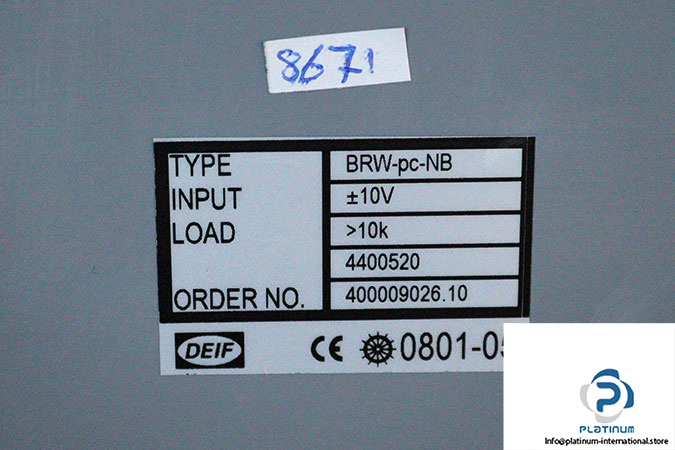 8671
TYPE BRW-pc-NB
INPUT ±10V
LOAD >10k
4400520
ORDER NO. 400009026.10
DEIF CE 0801-05
PLATINUM
Info@platinum-international.store